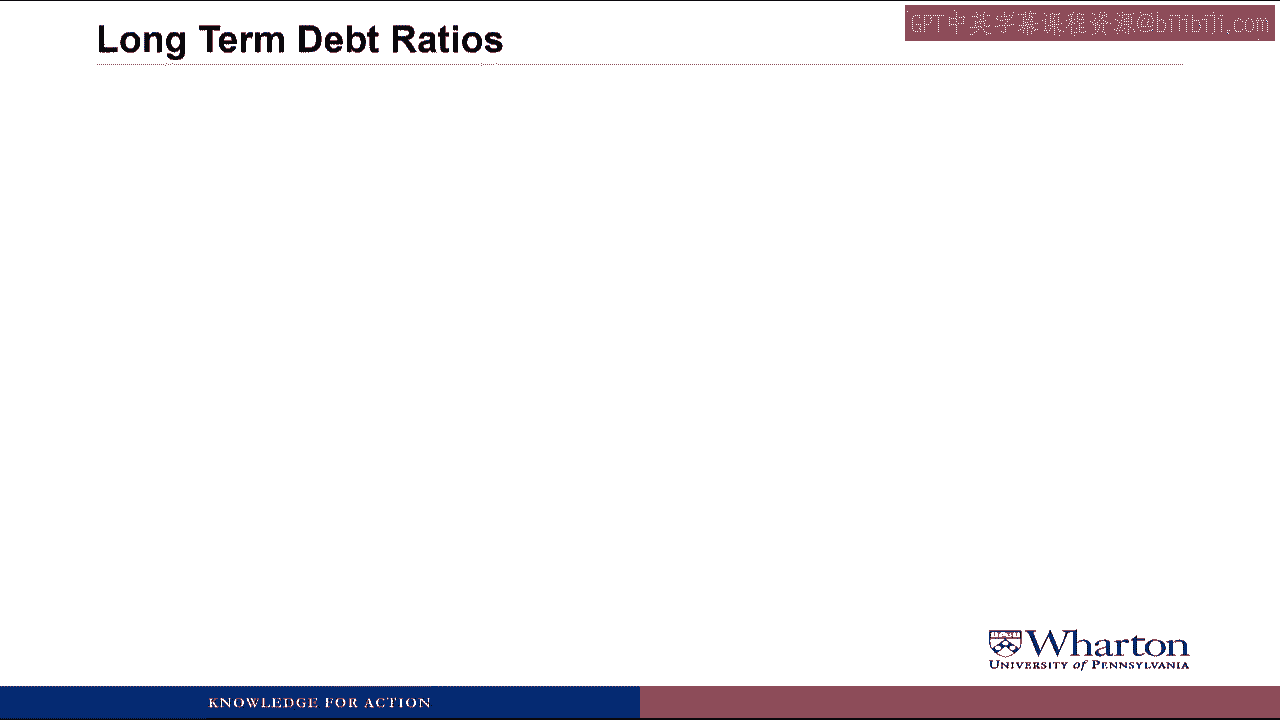 Long Term Debt Ratios
GPT中英字幕课程资源@bilibili.com
Wharton
UNIVERSITY of PENNSYLVANIA
KNOWLEDGE FOR ACTION